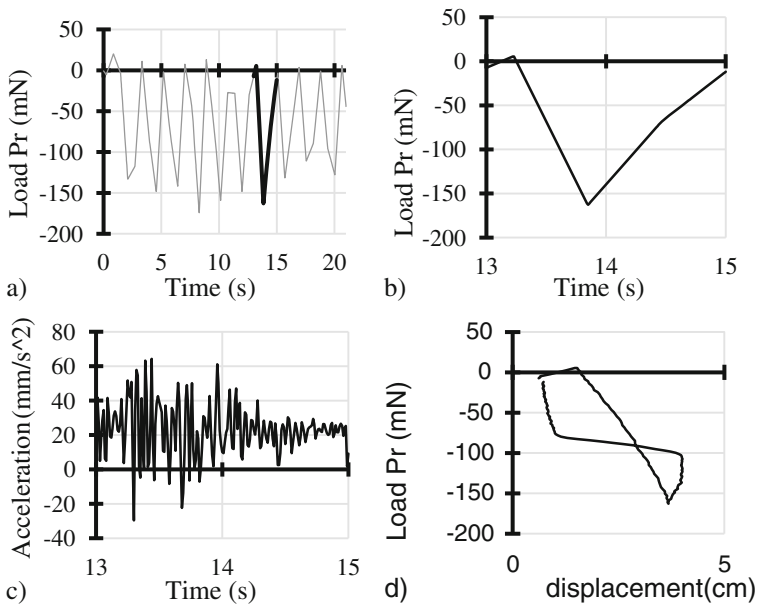 50
0
-50
-100
-150
-200
Load Pr (mN)
0 5 10 15 20
a) Time (s)
50
0
-50
-100
-150
-200
Load Pr (mN)
13 14 15
b) Time (s)
80
60
40
20
0
-20
-40
Acceleration (mm/s^2)
13 14 15
c) Time (s)
50
0
-50
-100
-150
-200
Load Pr (mN)
0 5
d) displacement(cm)